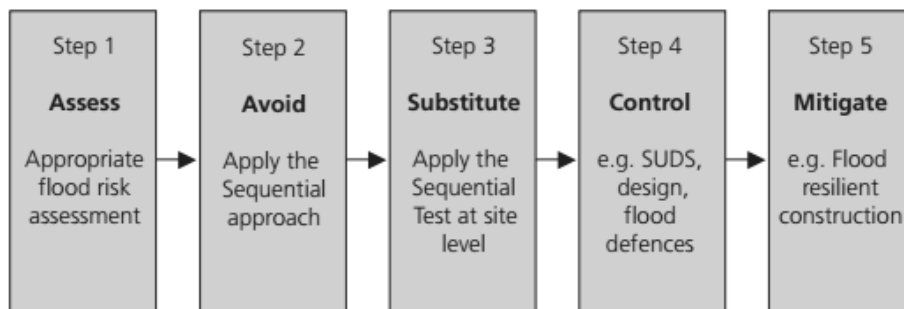 Step 1
Assess
Appropriate
flood risk
assessment
Step 2
Avoid
Apply the
Sequential
approach
Step 3
Substitute
Apply the
Sequential
Test at site
level
Step 4
Control
e.g. SUDS,
design,
flood
defences
Step 5
Mitigate
e.g. Flood
resilient
construction